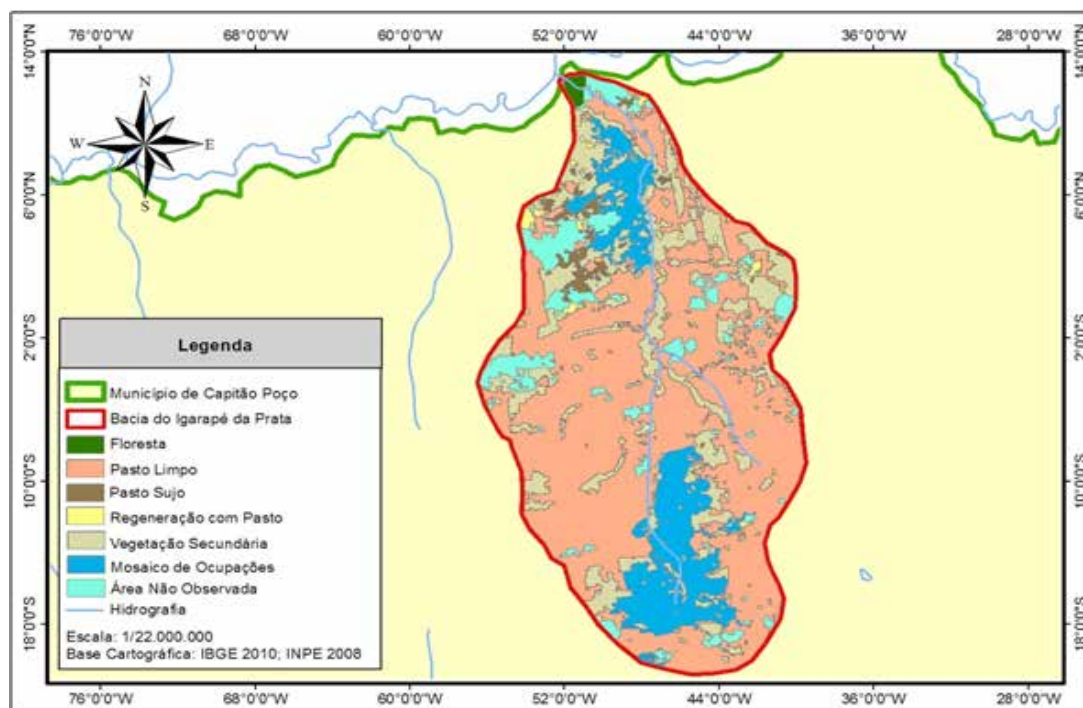 76°0'0"W 68°0'0"W 60°0'0"W 52°0'0"W 44°0'0"W 36°0'0"W 28°0'0"W
14°0'0"N 14°0'0"N
N
W E
S
6°0'0"N 6°0'0"N
2°0'0"S 2°0'0"S
10°0'0"S 10°0'0"S
18°0'0"S 18°0'0"S
Legenda
Município de Capitão Poço
Bacia do Igarapé da Prata
Floresta
Pasto Limpo
Pasto Sujo
Regeneração com Pasto
Vegetação Secundária
Mosaico de Ocupações
Área Não Observada
Hidrografia
Escala: 1/22.000.000
Base Cartográfica: IBGE 2010; INPE 2008
76°0'0"W 68°0'0"W 60°0'0"W 52°0'0"W 44°0'0"W 36°0'0"W 28°0'0"W